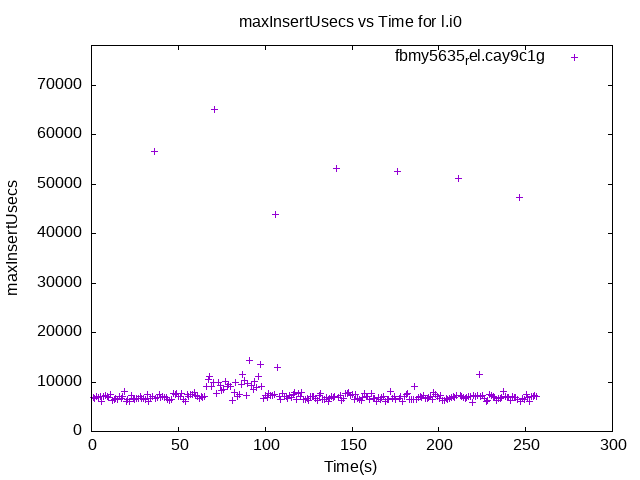 maxInsertUsecs vs Time for l.i0
fbmy5635rel.cay9c1g
70000
60000
50000
40000
30000
20000
10000
0
maxInsertUsecs
0 50 100 150 200 250 300
Time(s)